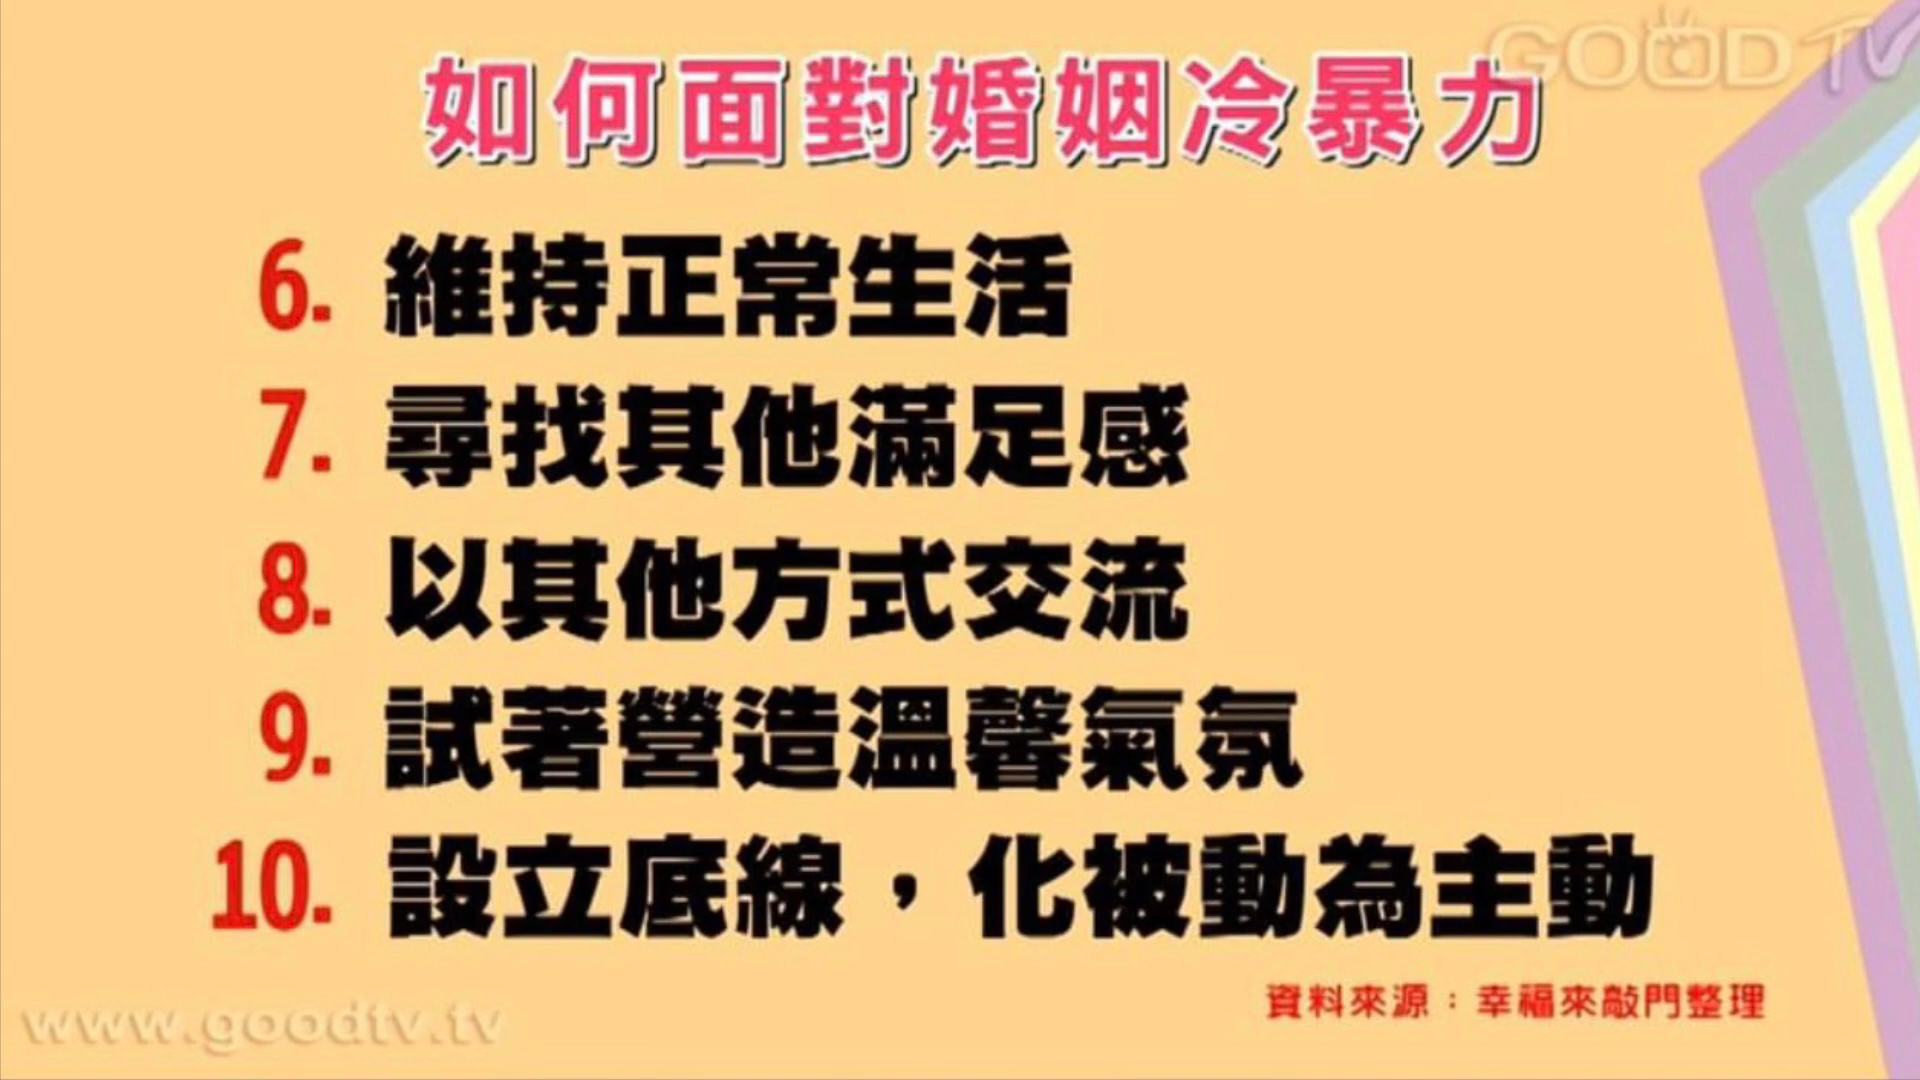 GOOD TV
如何面對婚姻冷暴力
6. 維持正常生活
7. 尋找其他滿足感
8. 以其他方式交流
9. 試著營造溫馨氣氛
10. 設立底線，化被動為主動
資料來源：幸福來敲門整理
www.goodtv.tv